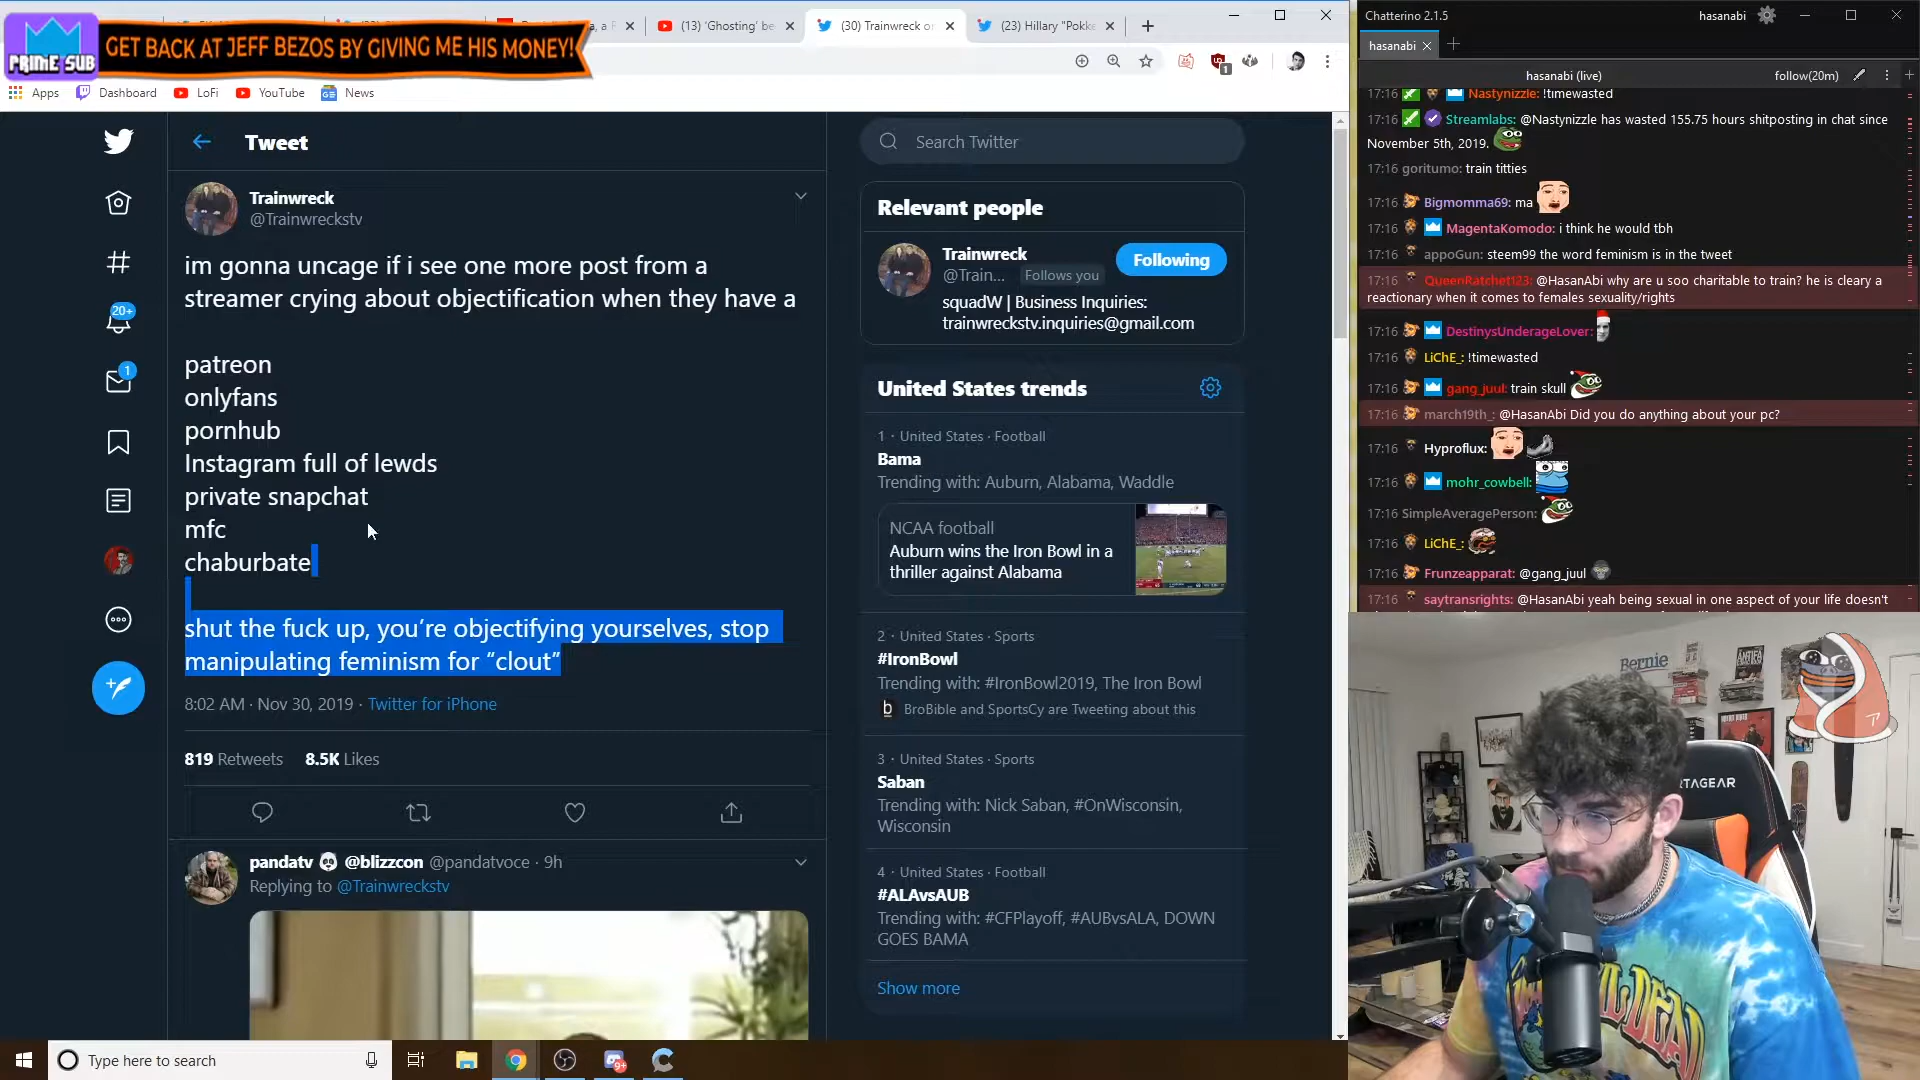 PRIME SUB
GET BACK AT JEFF BEZOS BY GIVING ME HIS MONEY!
(13) 'Ghosting' be
(30) Trainwreck or
(23) Hillary "Pokke
Apps
Dashboard
LoFi
YouTube
News
Tweet
Trainwreck
@Trainwreckstv
im gonna uncage if i see one more post from a
streamer crying about objectification when they have a
patreon
onlyfans
pornhub
Instagram full of lewds
private snapchat
mfc
chaburbate
shut the fuck up, you’re objectifying yourselves, stop
manipulating feminism for “clout”
8:02 AM · Nov 30, 2019 · Twitter for iPhone
819 Retweets 8.5K Likes
pandatv @blizzcon @pandatvoce · 9h
Replying to @Trainwreckstv
20+
1
Search Twitter
Relevant people
Trainwreck
@Train... Follows you
Following
squadW | Business Inquiries:
trainwreckstv.inquiries@gmail.com
United States trends
1 · United States · Football
Bama
Trending with: Auburn, Alabama, Waddle
NCAA football
Auburn wins the Iron Bowl in a
thriller against Alabama
2 · United States · Sports
#IronBowl
Trending with: #IronBowl2019, The Iron Bowl
BroBible and SportsCy are Tweeting about this
3 · United States · Sports
Saban
Trending with: Nick Saban, #OnWisconsin,
Wisconsin
4 · United States · Football
#ALAvsAUB
Trending with: #CFPlayoff, #AUBvsALA, DOWN
GOES BAMA
Show more
Type here to search
Chatterino 2.1.5
hasanabi
hasanabi
hasanabi (live)
follow(20m)
17:16 Nastynizzle: !timewasted
17:16 Streamlabs: @Nastynizzle has wasted 155.75 hours shitposting in chat since
November 5th, 2019.
17:16 goritumo: train titties
17:16 Bigmomma69: ma
17:16 MagentaKomodo: i think he would tbh
17:16 appoGun: steem99 the word feminism is in the tweet
17:16 QueenRatchet123: @HasanAbi why are u soo charitable to train? he is cleary a
reactionary when it comes to females sexuality/rights
17:16 DestinysUnderageLover:
17:16 LiChE_: !timewasted
17:16 gang_juul: train skull
17:16 march19th_: @HasanAbi Did you do anything about your pc?
17:16 Hyproflux:
17:16 mohr_cowbell:
17:16 SimpleAveragePerson:
17:16 LiChE_:
17:16 Frunzeapparat: @gang_juul
17:16 saytransrights: @HasanAbi yeah being sexual in one aspect of your life doesn't
Bernie
ANTIFA
RTAGEAR